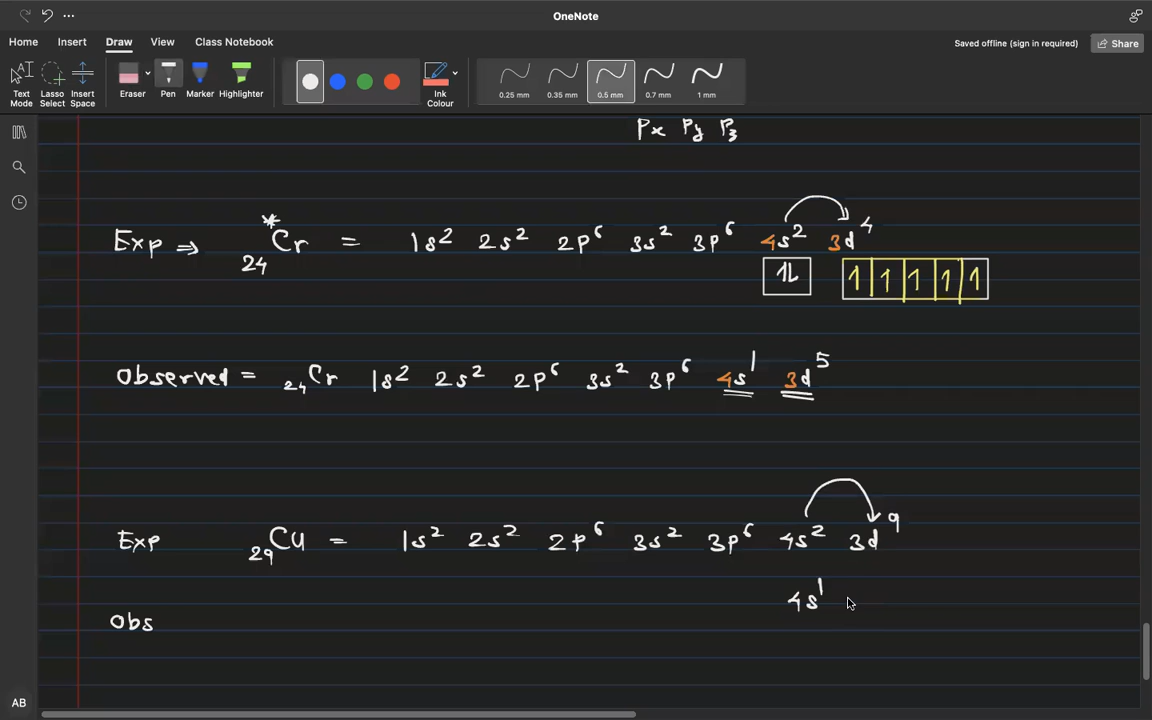 OneNote
Home Insert Draw View Class Notebook
Saved offline (sign in required) Share
Text Mode Lasso Select Insert Space Eraser Pen Marker Highlighter Ink Colour 0.25 mm 0.35 mm 0.5 mm 0.7 mm 1 mm
Px Py Pz
Exp ⇒ ₂₄Cr* = 1s² 2s² 2p⁶ 3s² 3p⁶ 4s² 3d⁴
1L 1 1 1 1 1
Observed = ₂₄Cr 1s² 2s² 2p⁶ 3s² 3p⁶ 4s¹ 3d⁵
Exp ₂₉Cu = 1s² 2s² 2p⁶ 3s² 3p⁶ 4s² 3d⁹
4s¹
Obs
AB